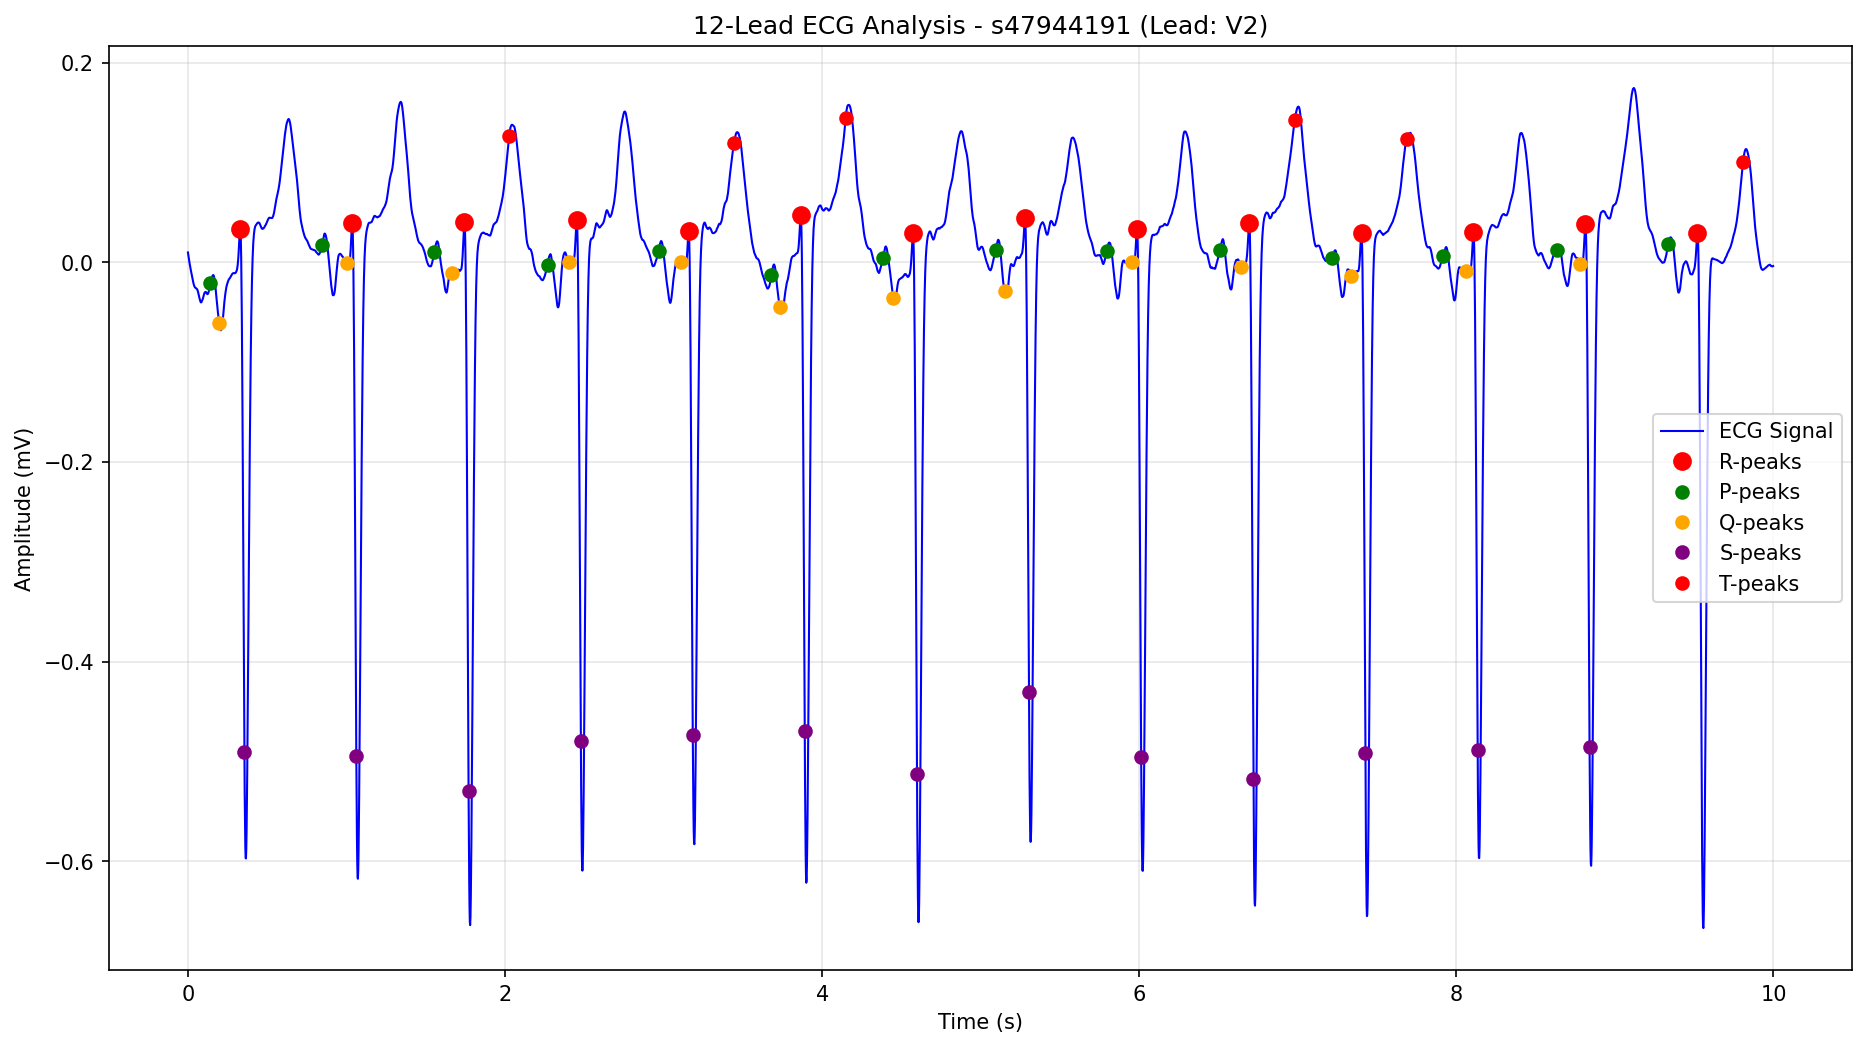 12-Lead ECG Analysis - s47944191 (Lead: V2)
Amplitude (mV)
0.2
0.0
−0.2
−0.4
−0.6
ECG Signal
R-peaks
P-peaks
Q-peaks
S-peaks
T-peaks
0 2 4 6 8 10
Time (s)